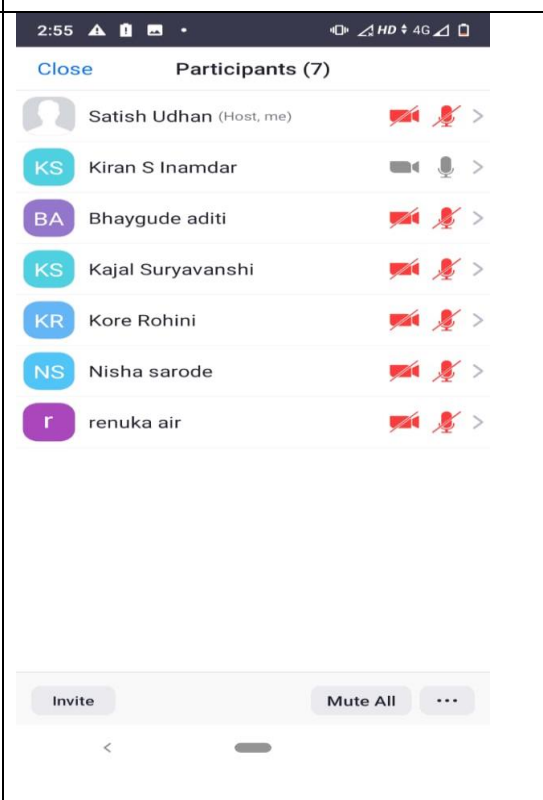 2:55 HD 4G
Close Participants (7)
Satish Udhan (Host, me)
KS Kiran S Inamdar
BA Bhaygude aditi
KS Kajal Suryavanshi
KR Kore Rohini
NS Nisha sarode
r renuka air
Invite Mute All ...